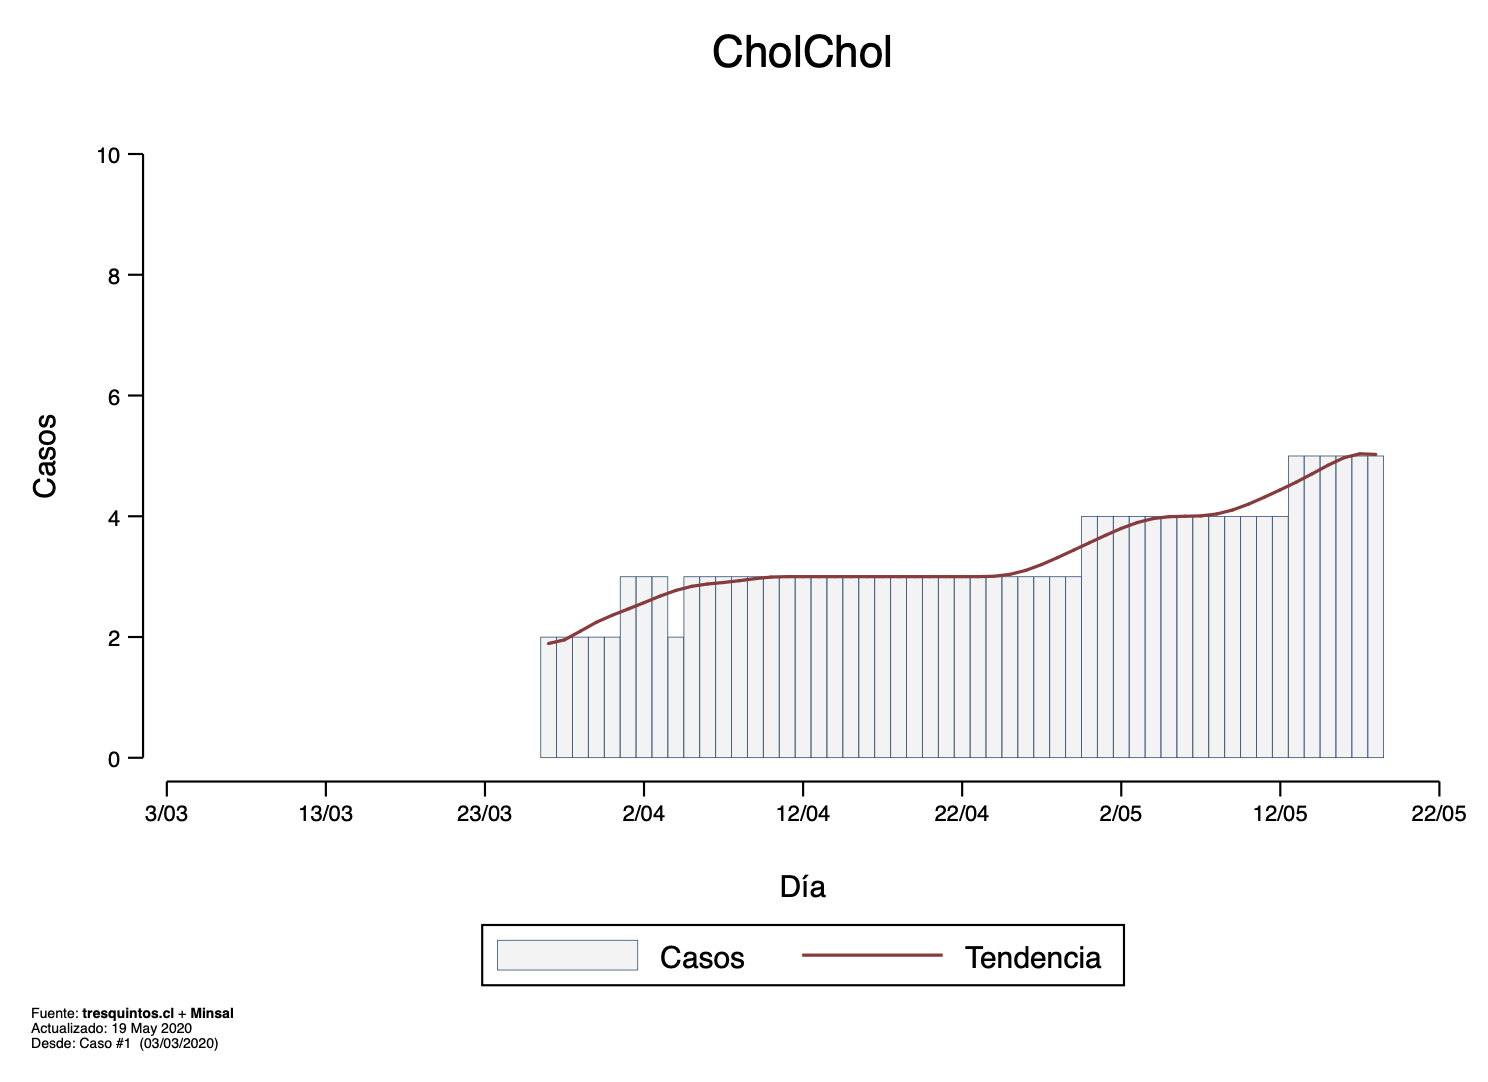 CholChol
10
8
6
4
2
0
Casos
3/03 13/03 23/03 2/04 12/04 22/04 2/05 12/05 22/05
Día
Casos Tendencia
Fuente: tresquintos.cl + Minsal
Actualizado: 19 May 2020
Desde: Caso #1 (03/03/2020)